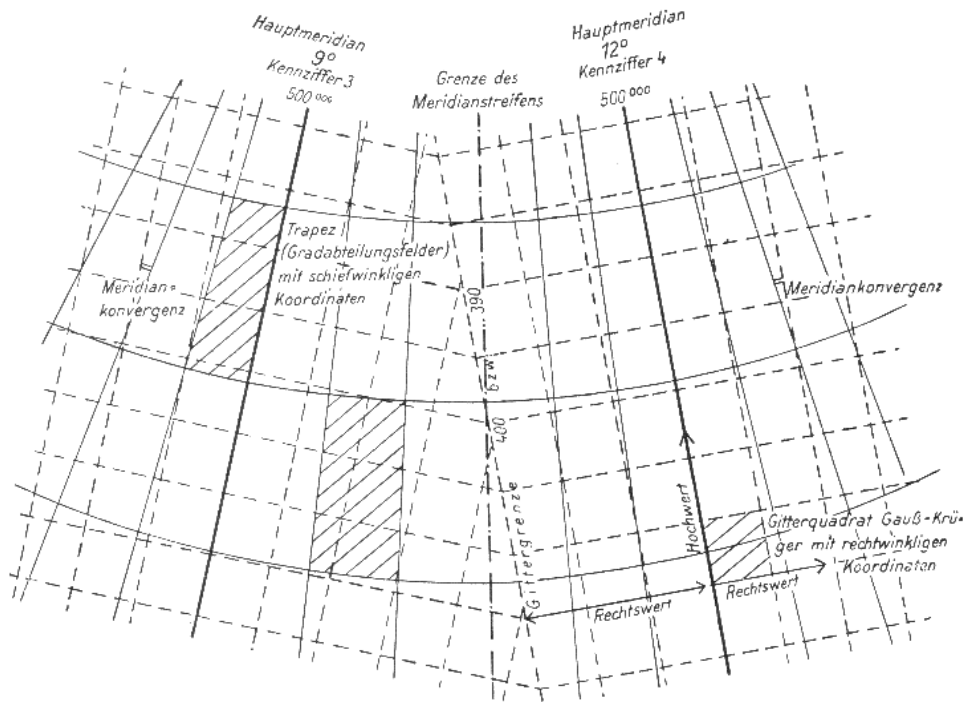 Hauptmeridian
9°
Kennziffer 3
500 000
Grenze des
Meridianstreifens
Hauptmeridian
12°
Kennziffer 4
500 000
Trapez
(Gradabteilungsfelder)
mit schiefwinkligen
Koordinaten
Meridian-
konvergenz
Meridiankonvergenz
390
bzw
400
Gittergrenze
Hochwert
Gitterquadrat Gauß-Krü-
ger mit rechtwinkligen
Koordinaten
Rechtswert
Rechtswert